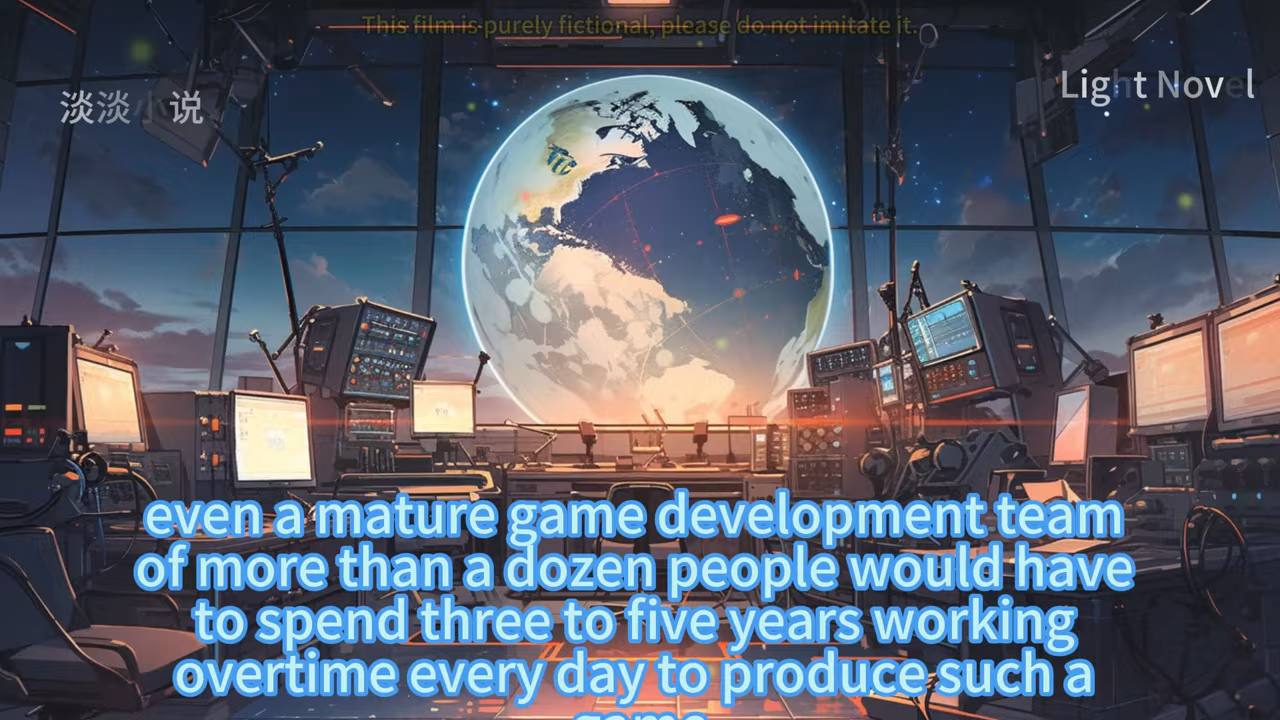 This film is purely fictional, please do not imitate it.
淡淡小说
Light Novel
even a mature game development team
of more than a dozen people would have
to spend three to five years working
overtime every day to produce such a
game